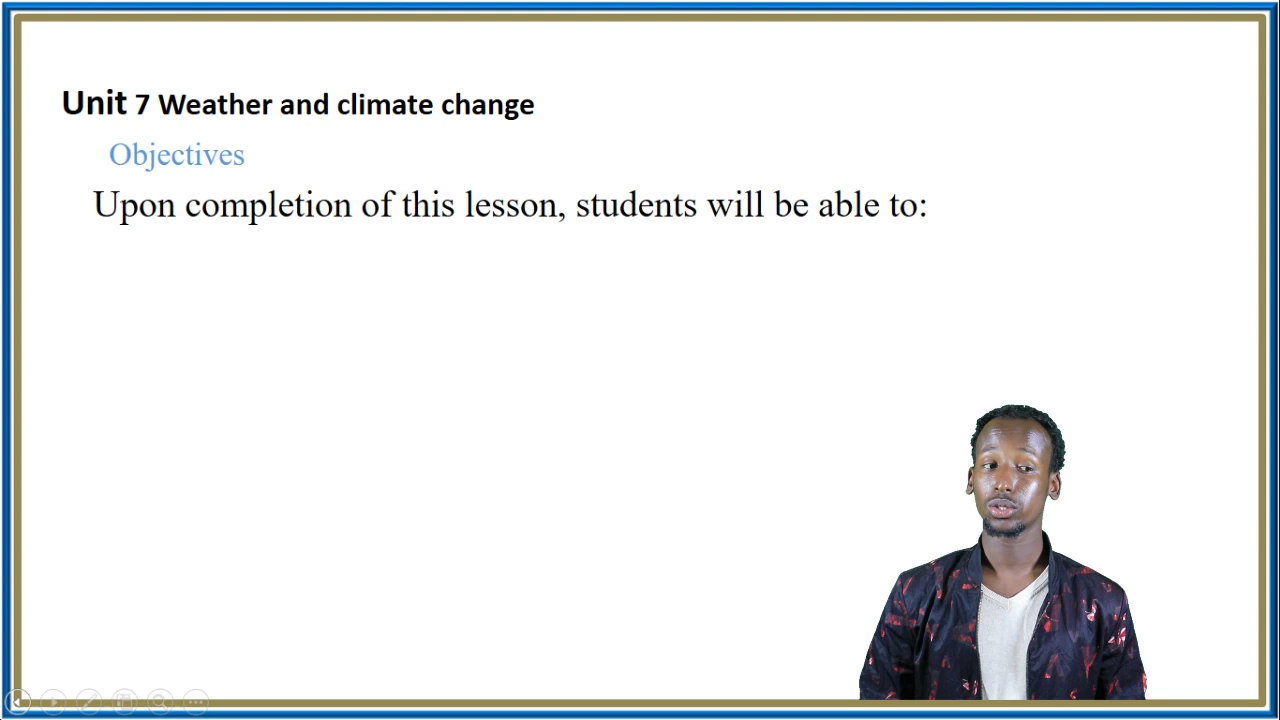 Unit 7 Weather and climate change
Objectives
Upon completion of this lesson, students will be able to: